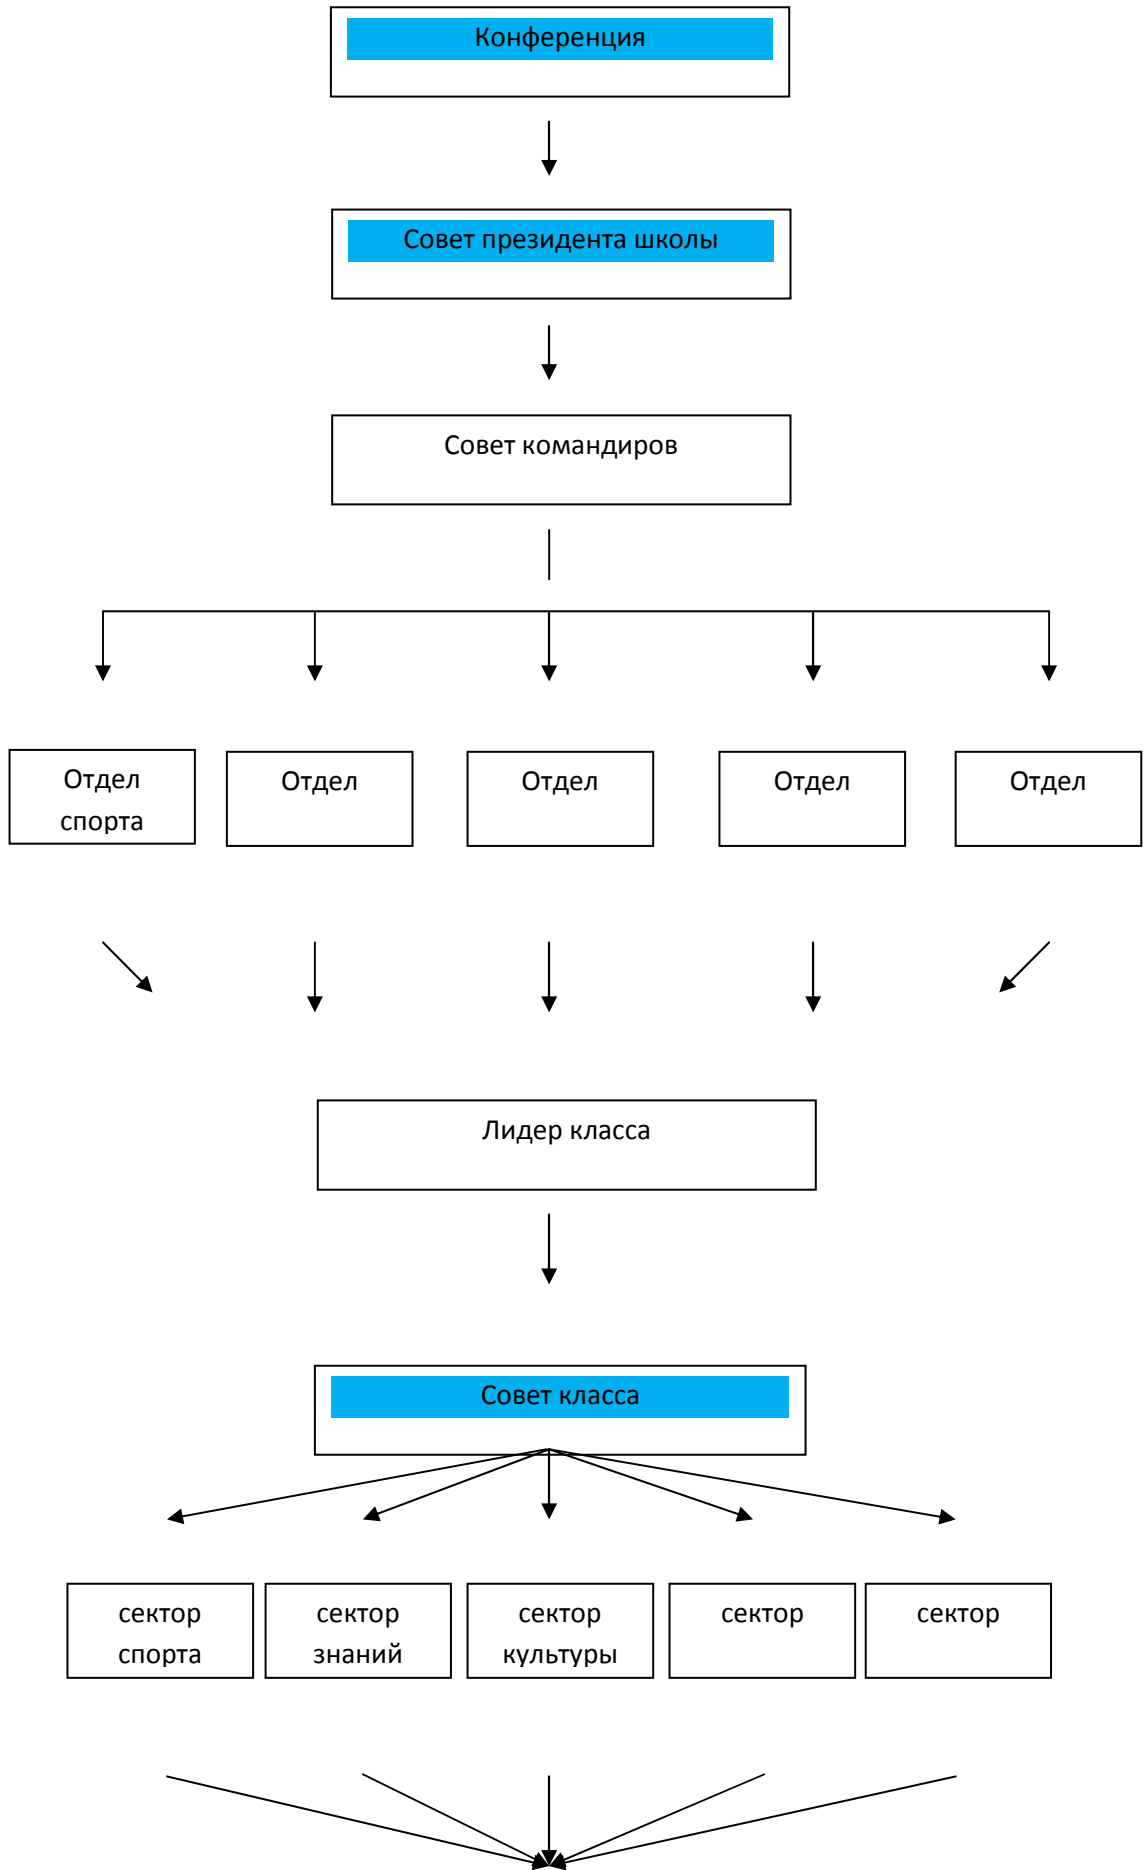 Конференция
Совет президента школы
Совет командиров
Отдел
спорта
Отдел
Отдел
Отдел
Отдел
Лидер класса
Совет класса
сектор
спорта
сектор
знаний
сектор
культуры
сектор
сектор